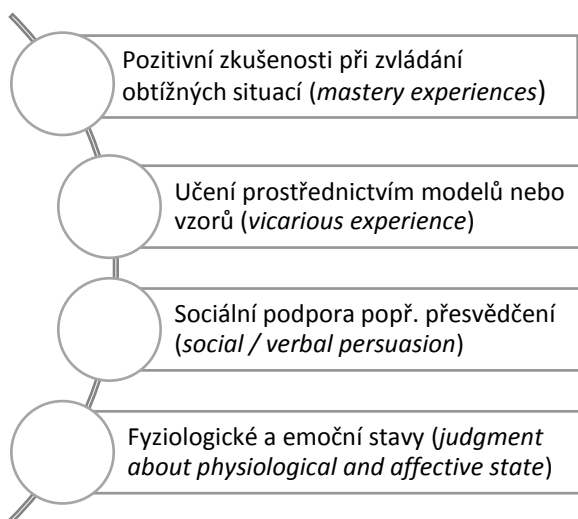 Pozitivní zkušenosti při zvládání
obtížných situací (mastery experiences)
Učení prostřednictvím modelů nebo
vzorů (vicarious experience)
Sociální podpora popř. přesvědčení
(social / verbal persuasion)
Fyziologické a emoční stavy (judgment
about physiological and affective state)